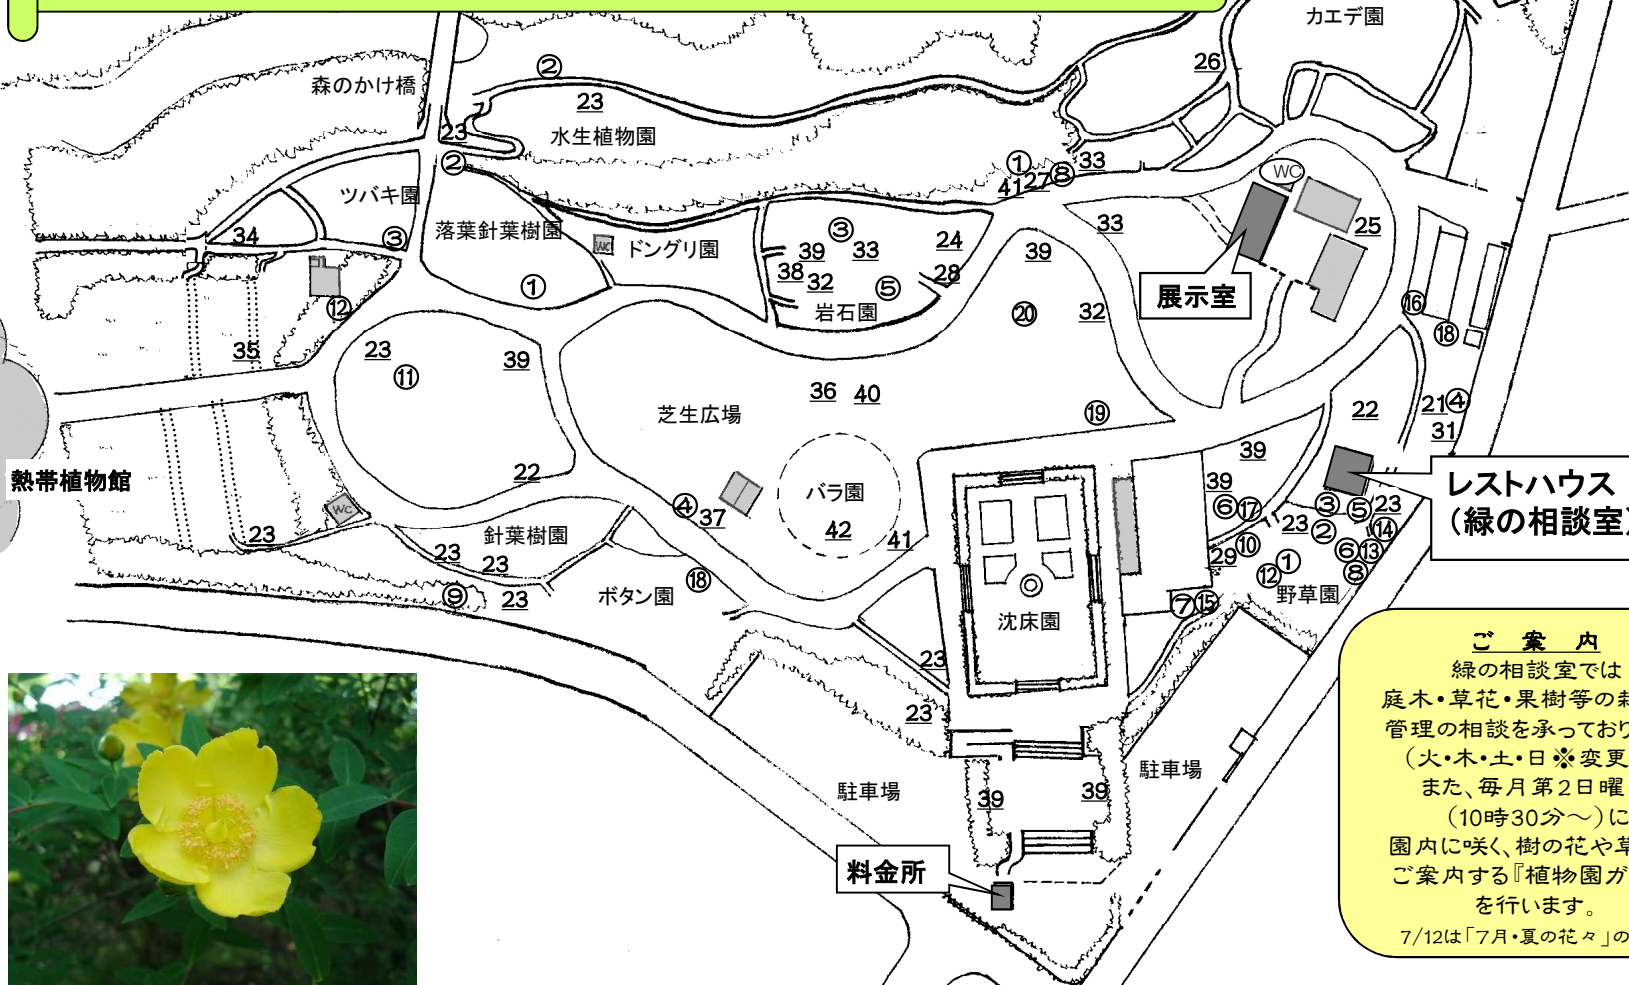 カエデ園
26
森のかけ橋
②
23
23
水生植物園
②
①
41
27
⑧
33
WC
ツバキ園
34
③
落葉針葉樹園
WC
ドングリ園
③
39
33
24
38
32
28
⑤
岩石園
39
33
25
展示室
①
⑫
⑳
32
⑯
⑱
35
23
39
⑪
36
40
芝生広場
⑲
22
21
④
31
熱帯植物館
22
バラ園
④
37
42
41
39
39
⑥
⑰
レストハウス
(緑の相談室)
③
⑤
23
23
②
⑭
WC
23
針葉樹園
23
23
⑩
29
⑥
⑬
①
⑫
⑧
野草園
⑨
23
ボタン園
⑱
沈床園
⑦
⑮
23
23
駐車場
駐車場
39
39
料金所
ご 案 内
緑の相談室では
庭木・草花・果樹等の
管理の相談を承っており
(火・木・土・日※変更
また、毎月第2日曜
(10時30分～)に
園内に咲く、樹の花や
ご案内する『植物園ガ
を行います。
7/12は「7月・夏の花々」の